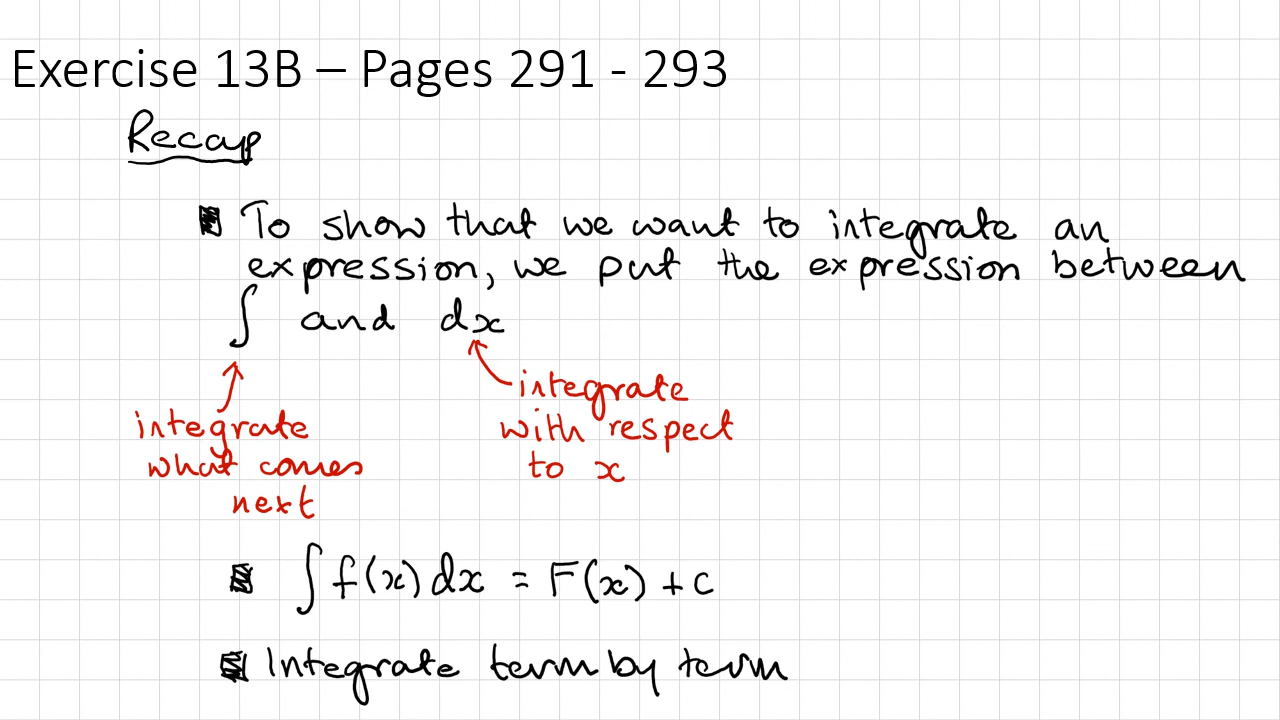 Exercise 13B – Pages 291 - 293
Recap
To show that we want to integrate an
expression, we put the expression between
∫ and dx
integrate
what comes
next
integrate
with respect
to x
∫ f(x) dx = F(x) + c
Integrate term by term